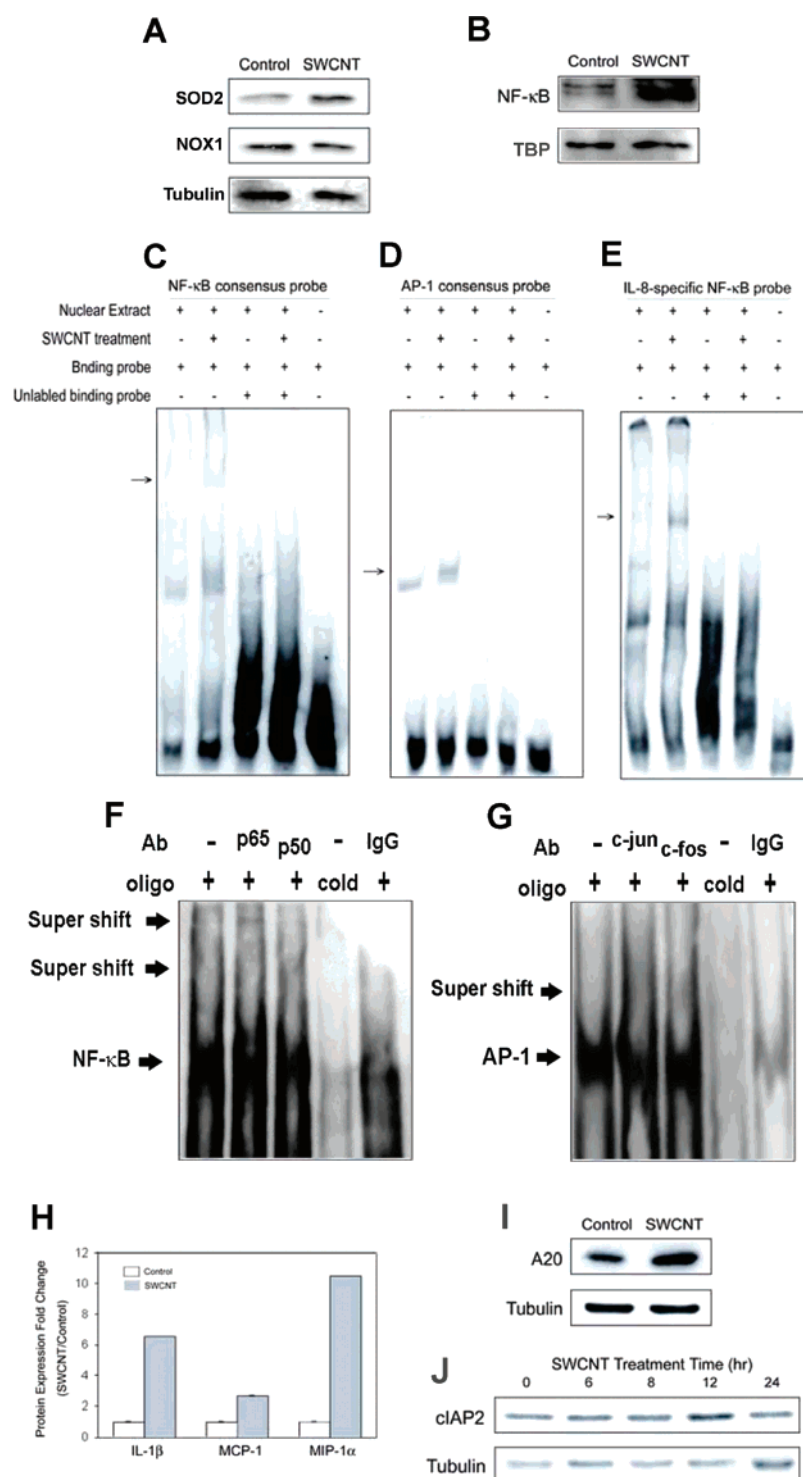 A
Control SWCNT
SOD2
NOX1
Tubulin
B
Control SWCNT
NF-κB
TBP
C
NF-κB consensus probe
D
AP-1 consensus probe
E
IL-8-specific NF-κB probe
Nuclear Extract + + + + - + + + + - + + + + -
SWCNT treatment - + - + - - + - + - - + - + -
Bnding probe + + + + + + + + + + + + + + +
Unlabled binding probe - - + + - - - + + - - - + + -
F
Ab - p65 p50 - IgG
oligo + + + cold +
Super shift
Super shift
NF-κB
G
Ab - c-jun c-fos - IgG
oligo + + + cold +
Super shift
AP-1
H
Protein Expression Fold Change
(SWCNT/Control)
12
10
8
6
4
2
0
Control
SWCNT
IL-1β MCP-1 MIP-1α
I
Control SWCNT
A20
Tubulin
J
SWCNT Treatment Time (hr)
0 6 8 12 24
cIAP2
Tubulin